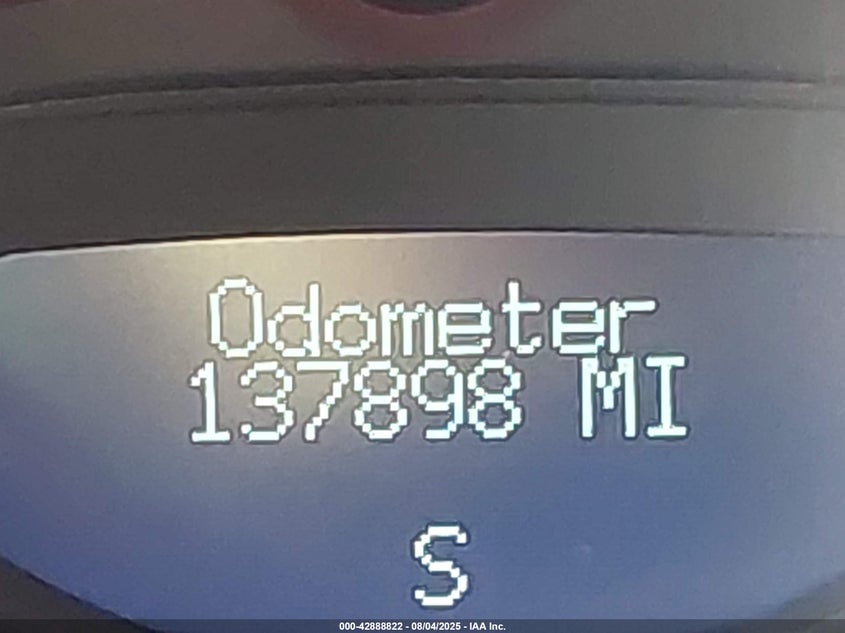 Odometer
137898 MI
S
000-42888822 - 08/04/2025 - IAA Inc.